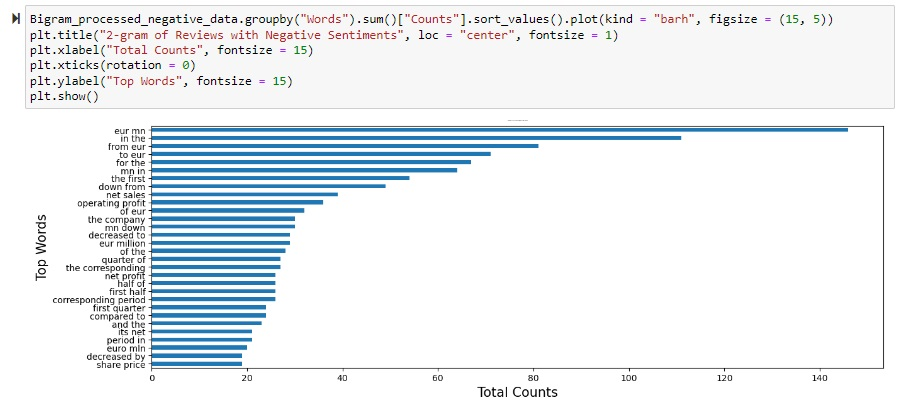 Bigram_processed_negative_data.groupby("Words").sum()["Counts"].sort_values().plot(kind = "barh", figsize = (15, 5))
plt.title("2-gram of Reviews with Negative Sentiments", loc = "center", fontsize = 1)
plt.xlabel("Total Counts", fontsize = 15)
plt.xticks(rotation = 0)
plt.ylabel("Top Words", fontsize = 15)
plt.show()
eur mn
in the
from eur
to eur
for the
mn in
the first
down from
net sales
operating profit
of eur
the company
mn down
decreased to
eur million
of the
quarter of
the corresponding
net profit
half of
first half
corresponding period
first quarter
compared to
and the
its net
period in
euro mln
decreased by
share price
Top Words
0 20 40 60 80 100 120 140
Total Counts